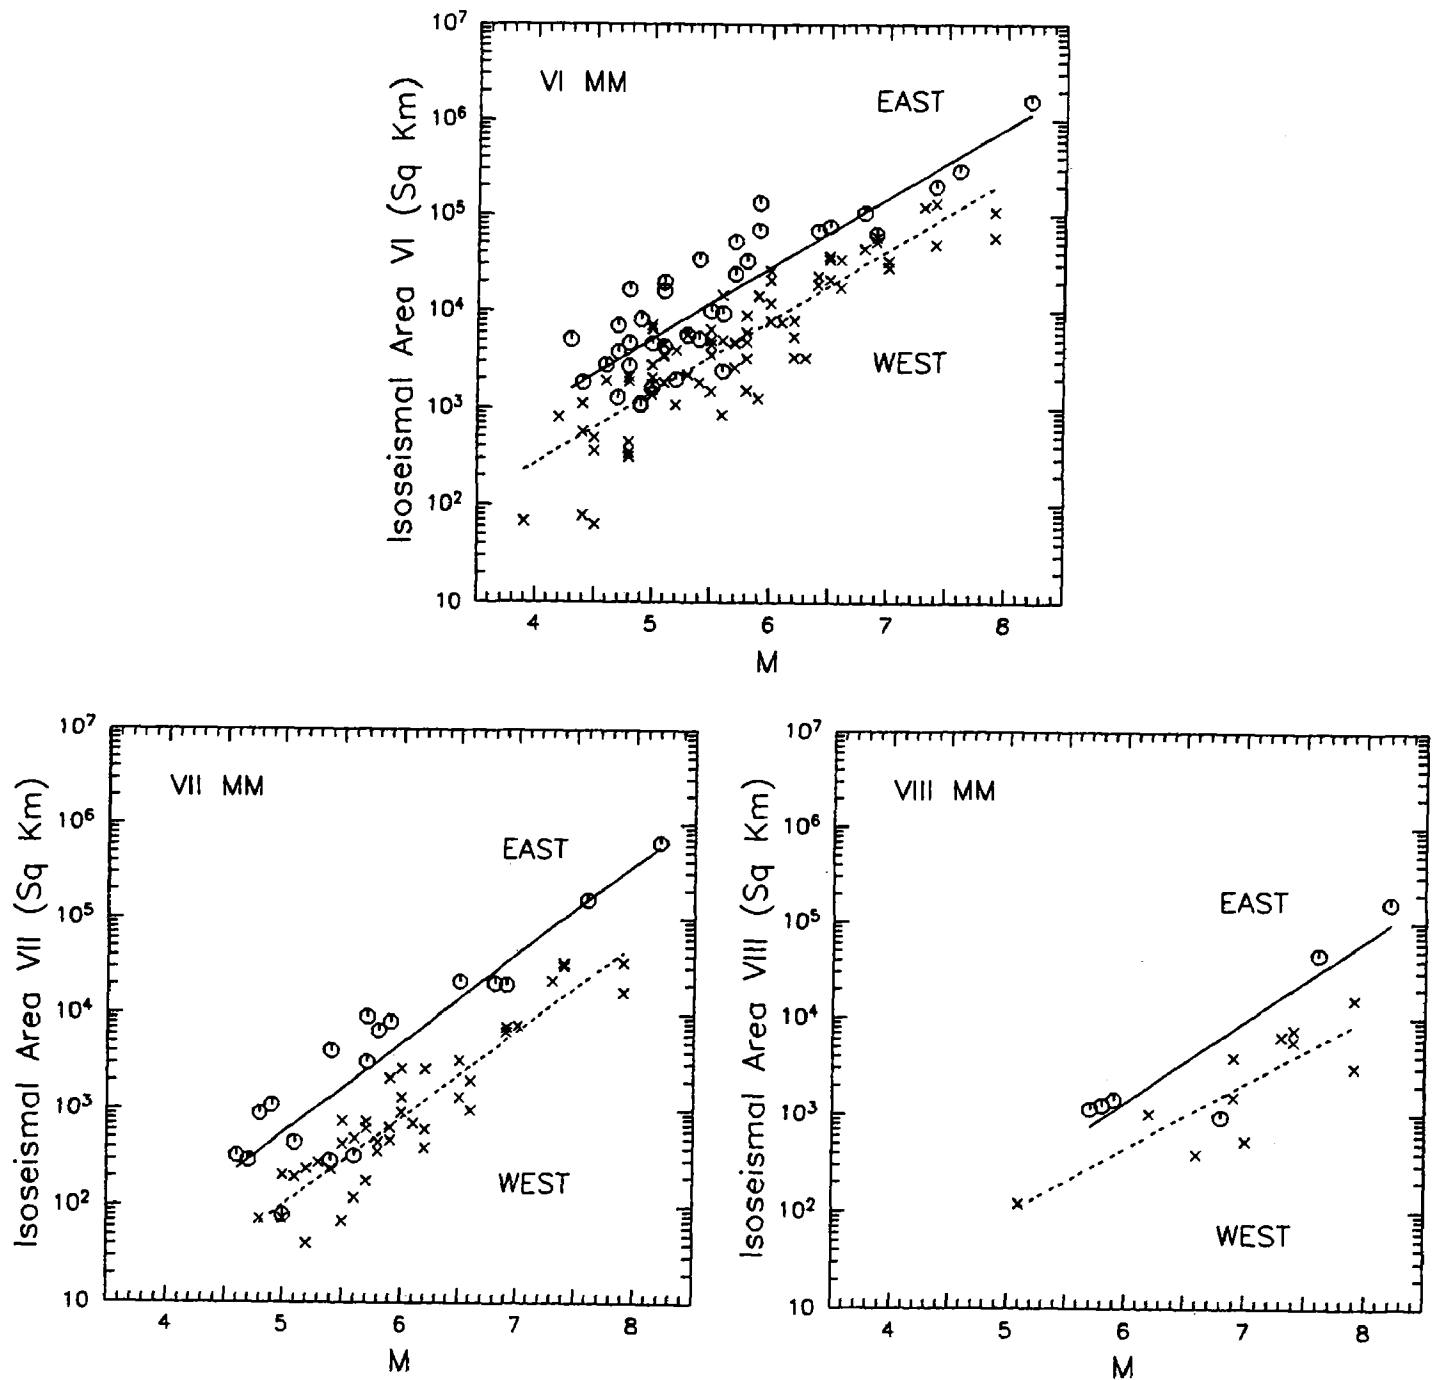 10⁷
VI MM
EAST
10⁶
10⁵
10⁴
WEST
10³
10²
10
Isoseismal Area VI (Sq Km)
4 5 6 7 8
M
10⁷
VII MM
EAST
10⁶
10⁵
10⁴
10³
WEST
10²
10
Isoseismal Area VII (Sq Km)
4 5 6 7 8
M
10⁷
VIII MM
10⁶
EAST
10⁵
10⁴
10³
10²
WEST
10
Isoseismal Area VIII (Sq Km)
4 5 6 7 8
M